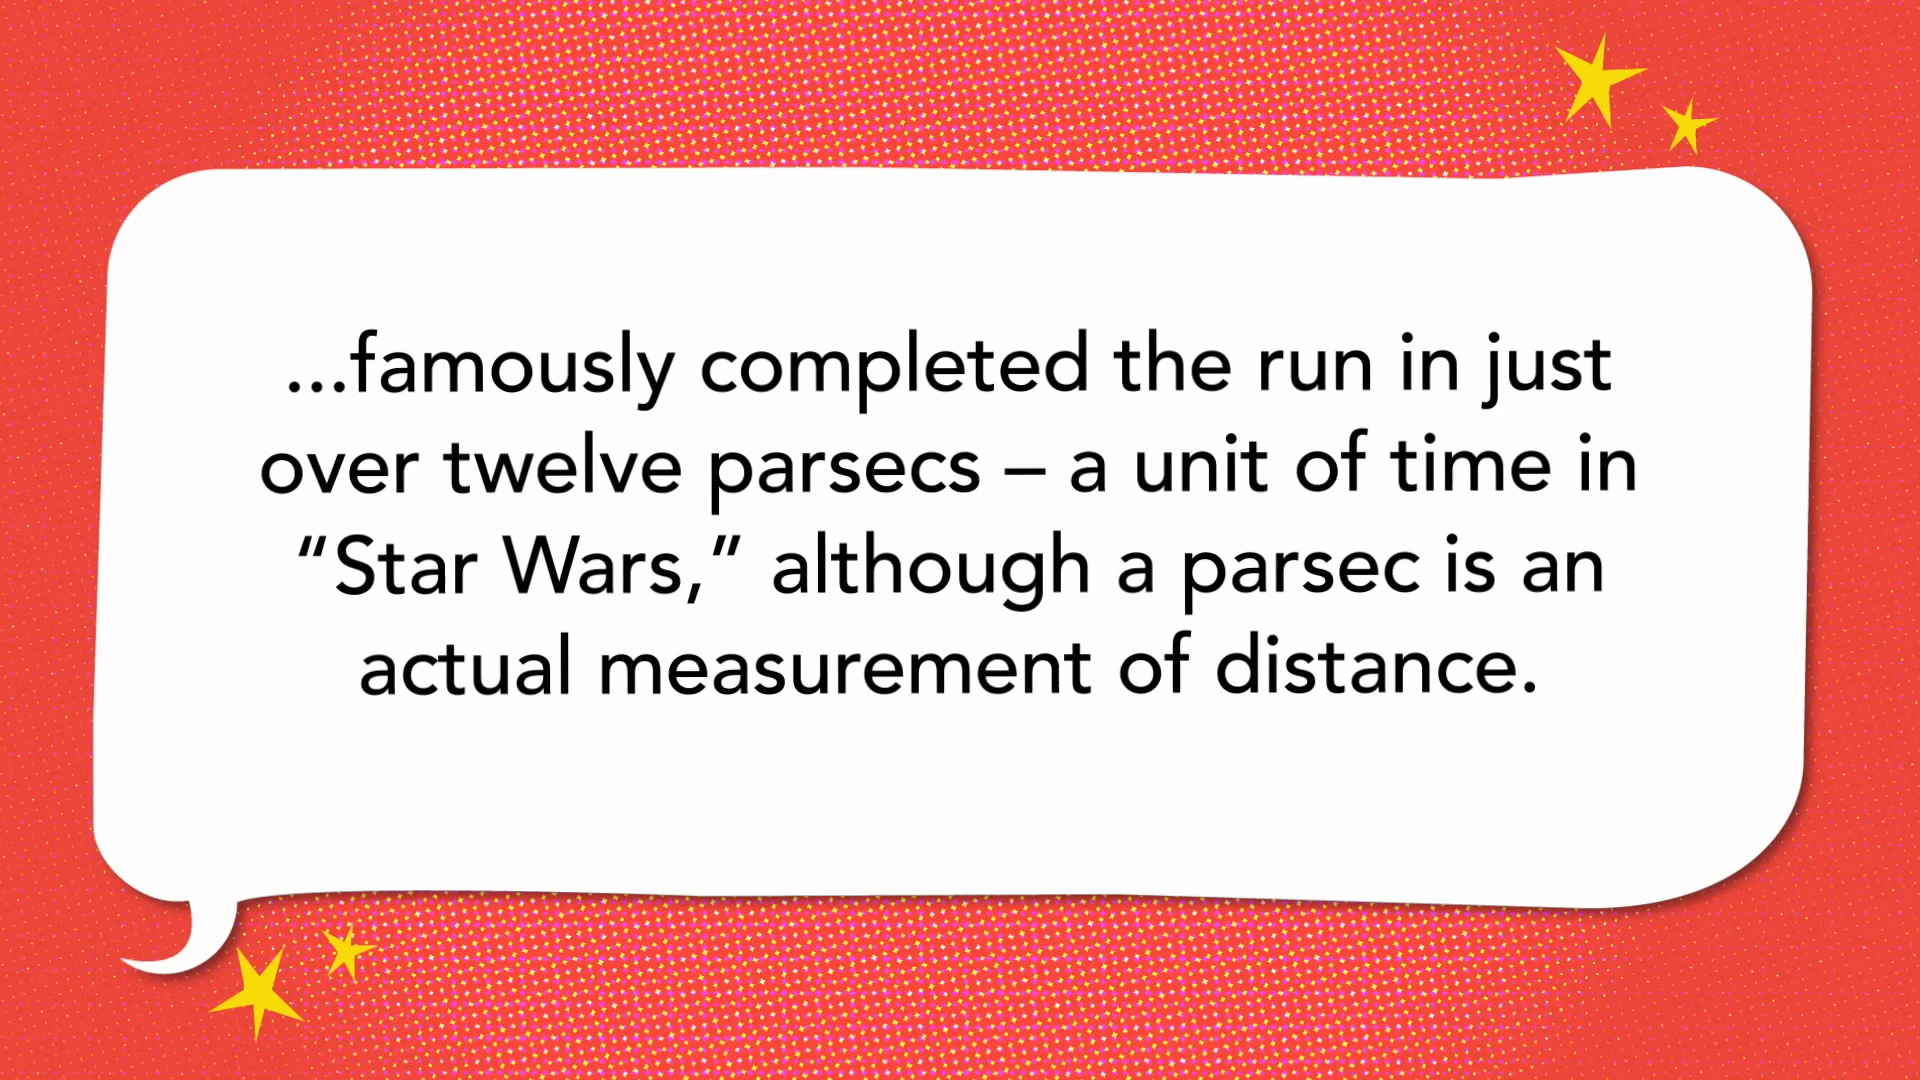 ...famously completed the run in just
over twelve parsecs – a unit of time in
“Star Wars,” although a parsec is an
actual measurement of distance.